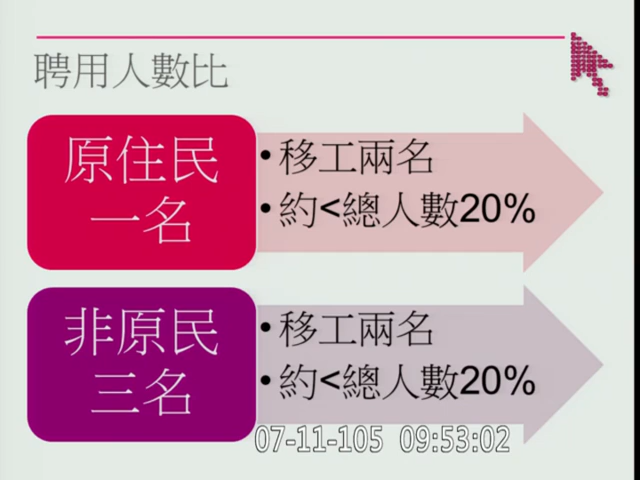 聘用人數比
原住民
一名
• 移工兩名
• 約<總人數20%
非原民
三名
• 移工兩名
• 約<總人數20%
07-11-105 09:53:02